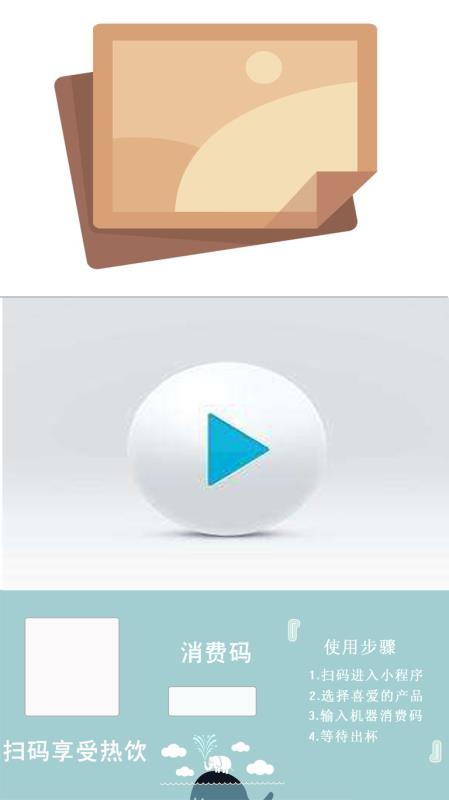 消费码
扫码享受热饮
使用步骤
1.扫码进入小程序
2.选择喜爱的产品
3.输入机器消费码
4.等待出杯